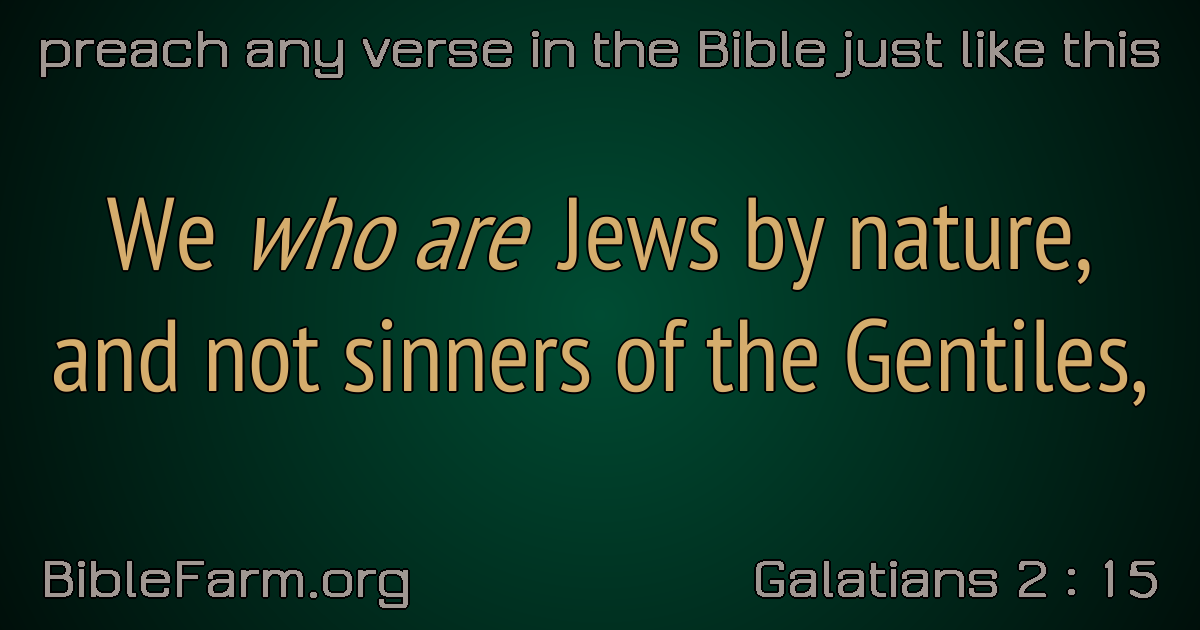 preach any verse in the Bible just like this
We who are Jews by nature,
and not sinners of the Gentiles,
BibleFarm.org
Galatians 2 : 15